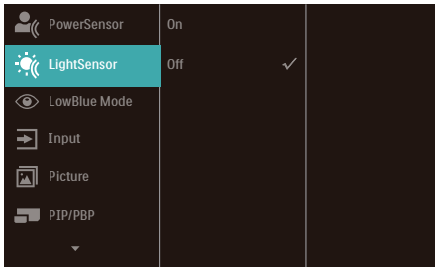 PowerSensor
LightSensor
LowBlue Mode
Input
Picture
PIP/PBP
On
Off